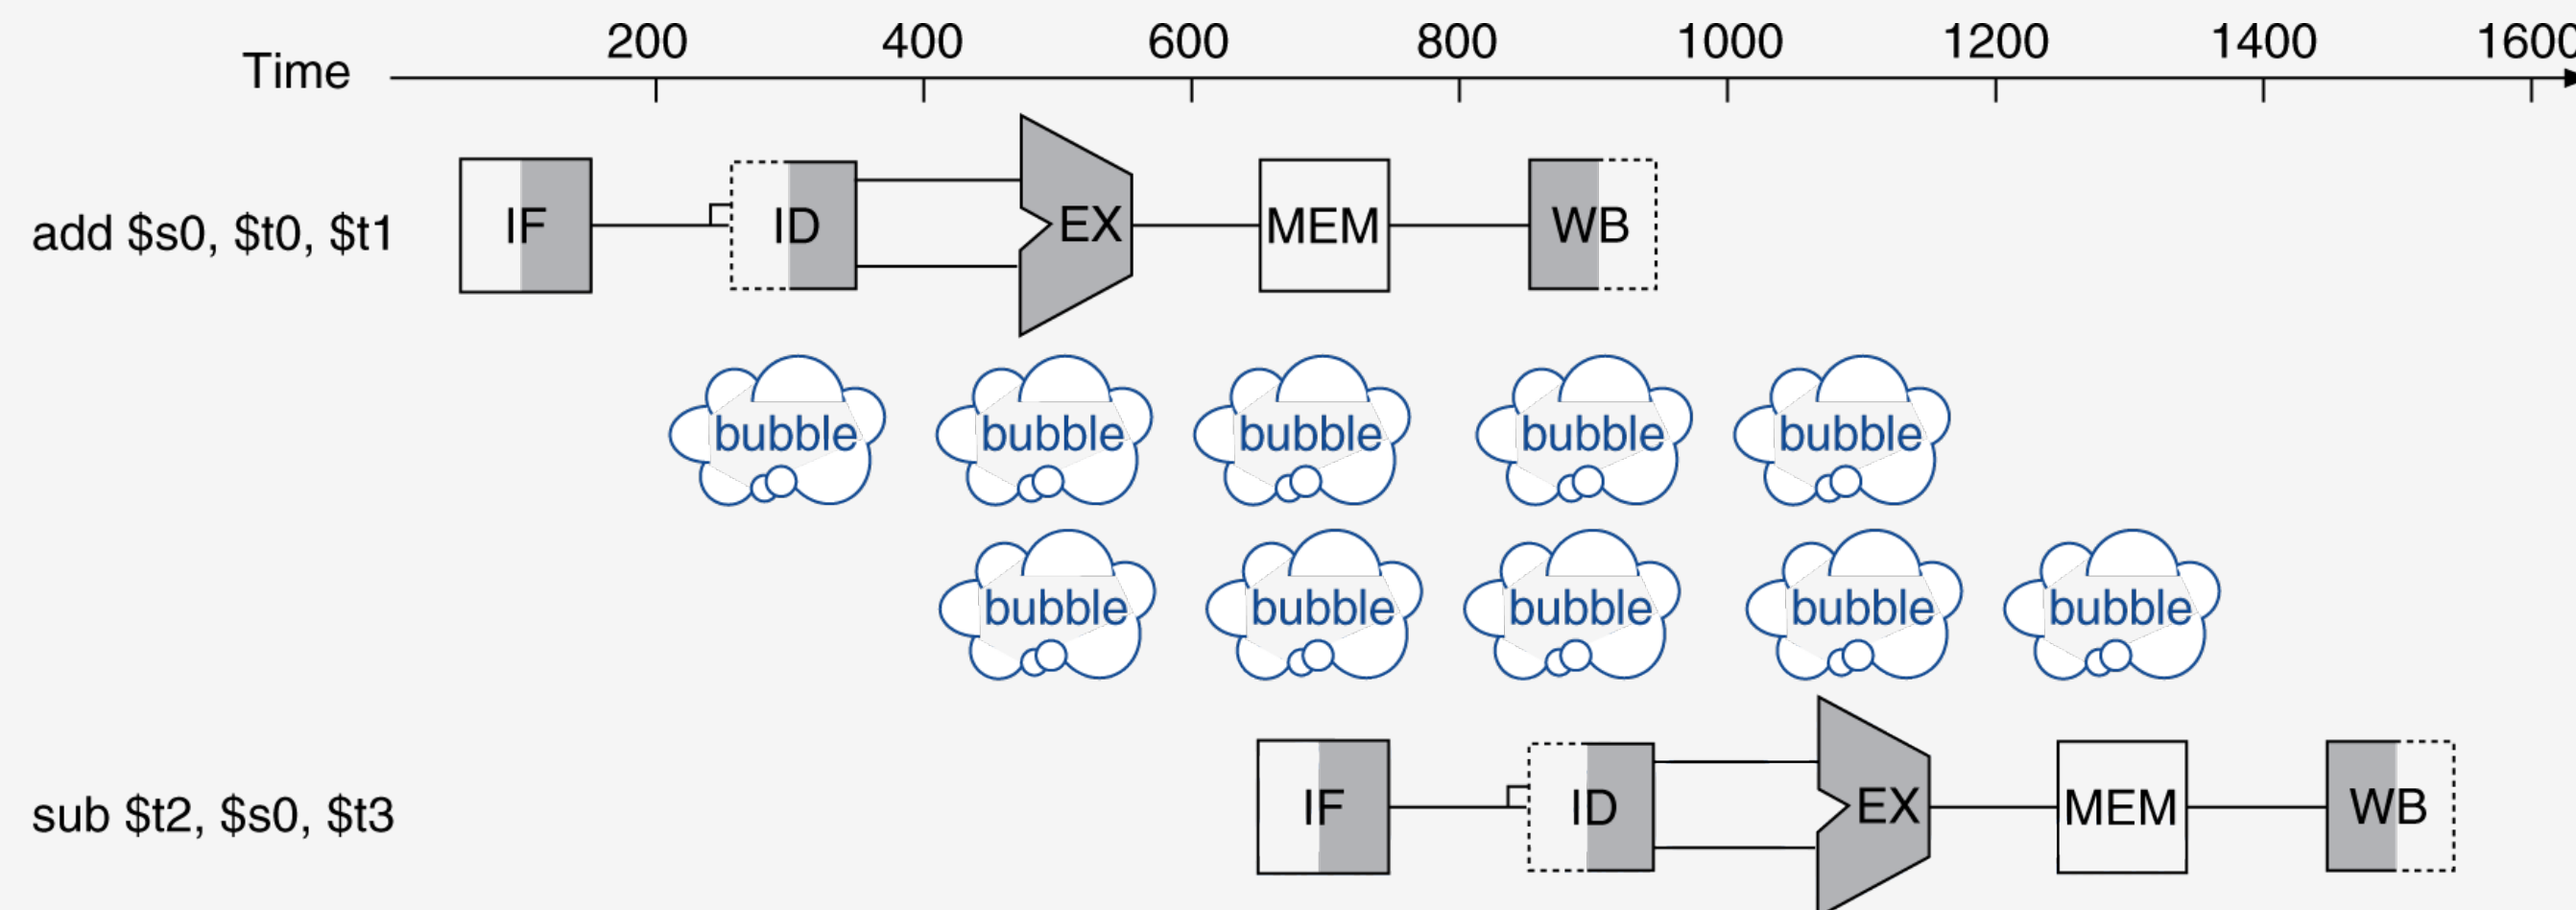 200 400 600 800 1000 1200 1400 1600
Time
add $s0, $t0, $t1 IF ID EX MEM WB
bubble bubble bubble bubble bubble
bubble bubble bubble bubble bubble
sub $t2, $s0, $t3 IF ID EX MEM WB